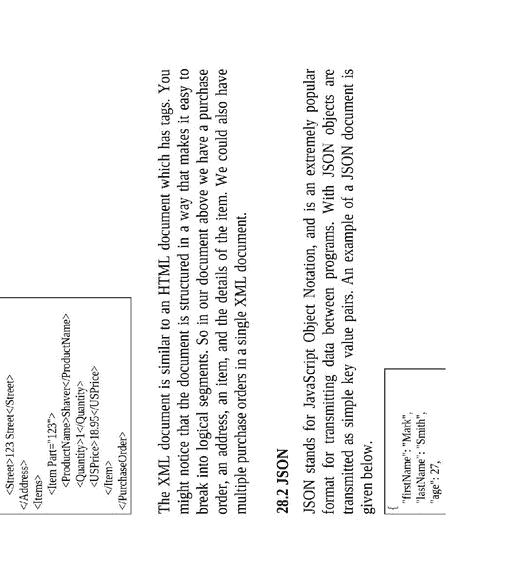 <Street>123 Street</Street>
</Address>
<Items>
<Item Part="123">
<ProductName>Shaver</ProductName>
<Quantity>1</Quantity>
<USPrice>18.95</USPrice>
</Item>
</PurchaseOrder>
The XML document is similar to an HTML document which has tags. You
might notice that the document is structured in a way that makes it easy to
break into logical segments. So in our document above we have a purchase
order, an address, an item, and the details of the item. We could also have
multiple purchase orders in a single XML document.
28.2 JSON
JSON stands for JavaScript Object Notation, and is an extremely popular
format for transmitting data between programs. With JSON objects are
transmitted as simple key value pairs. An example of a JSON document is
given below.
{
"firstName": "Mark",
"lastName": "Smith",
"age": 27,